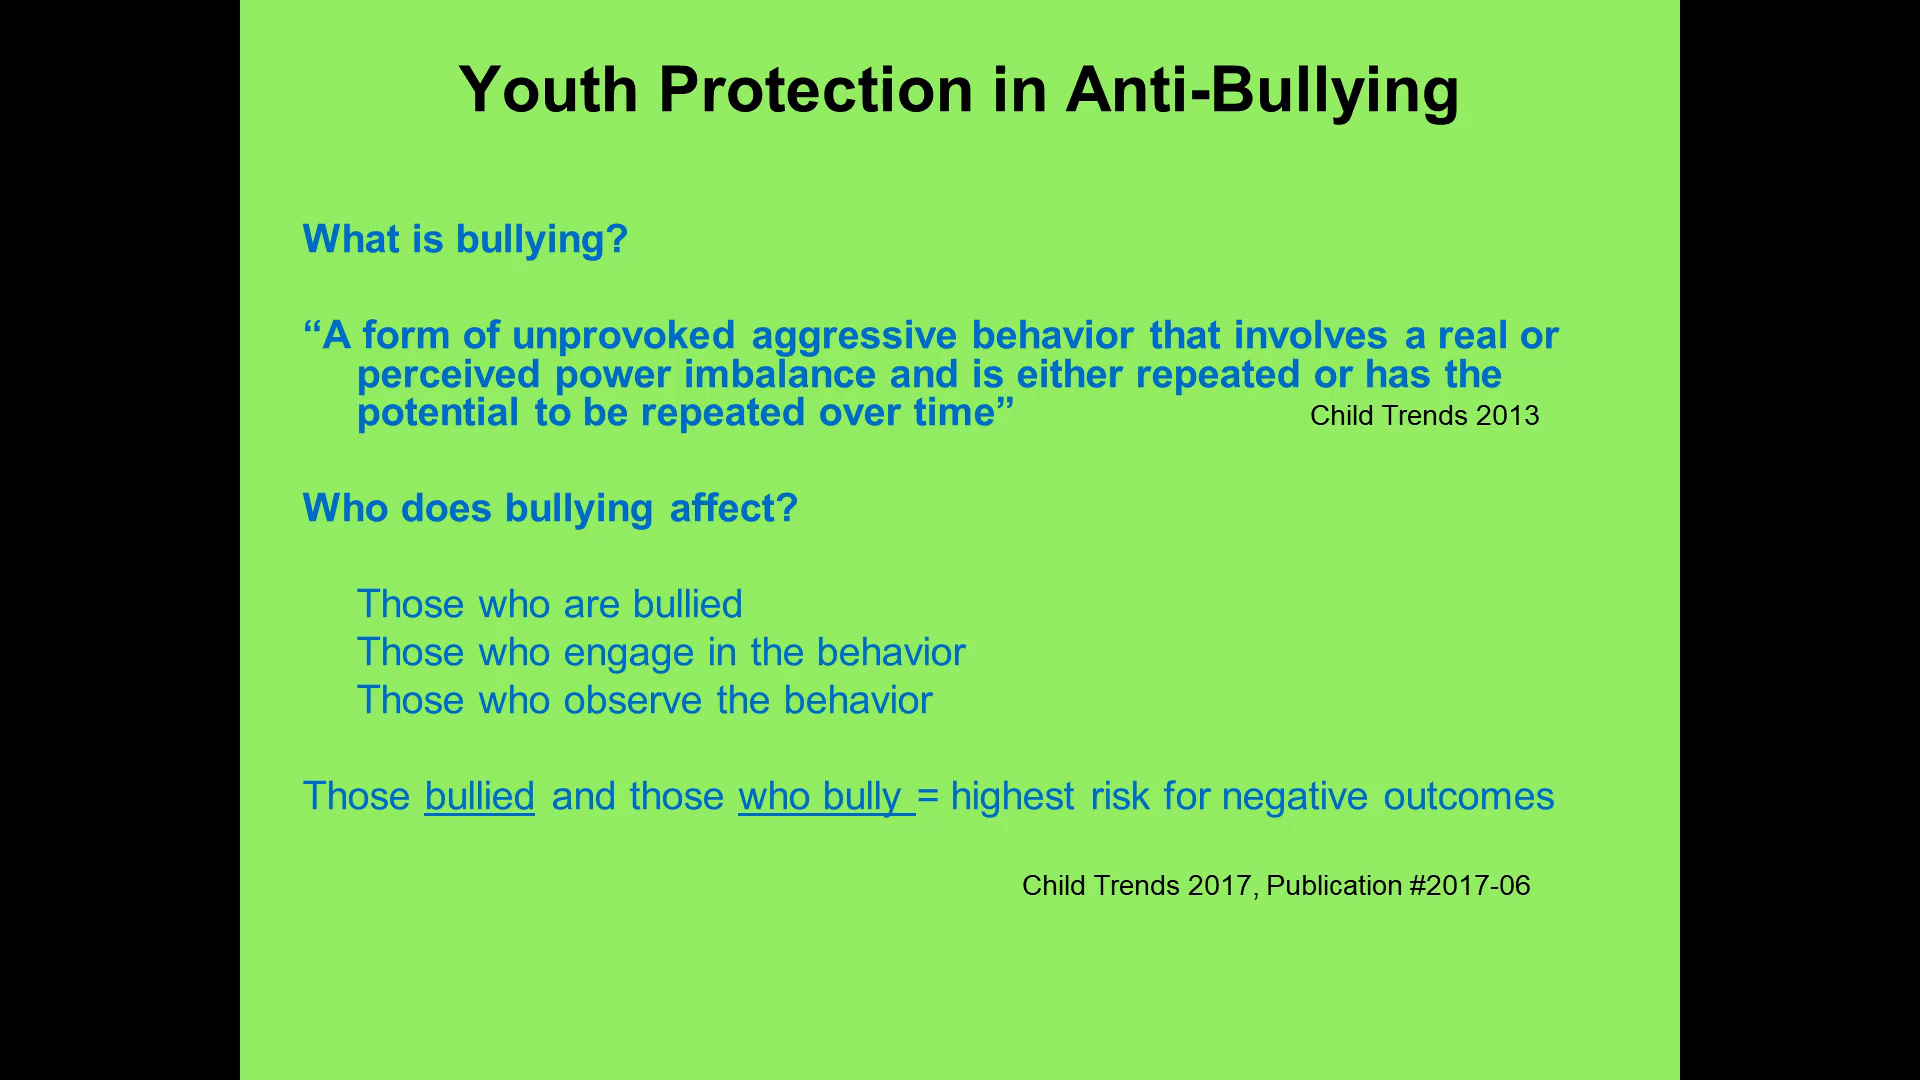 Youth Protection in Anti-Bullying
What is bullying?
“A form of unprovoked aggressive behavior that involves a real or
perceived power imbalance and is either repeated or has the
potential to be repeated over time” Child Trends 2013
Who does bullying affect?
Those who are bullied
Those who engage in the behavior
Those who observe the behavior
Those bullied and those who bully = highest risk for negative outcomes
Child Trends 2017, Publication #2017-06